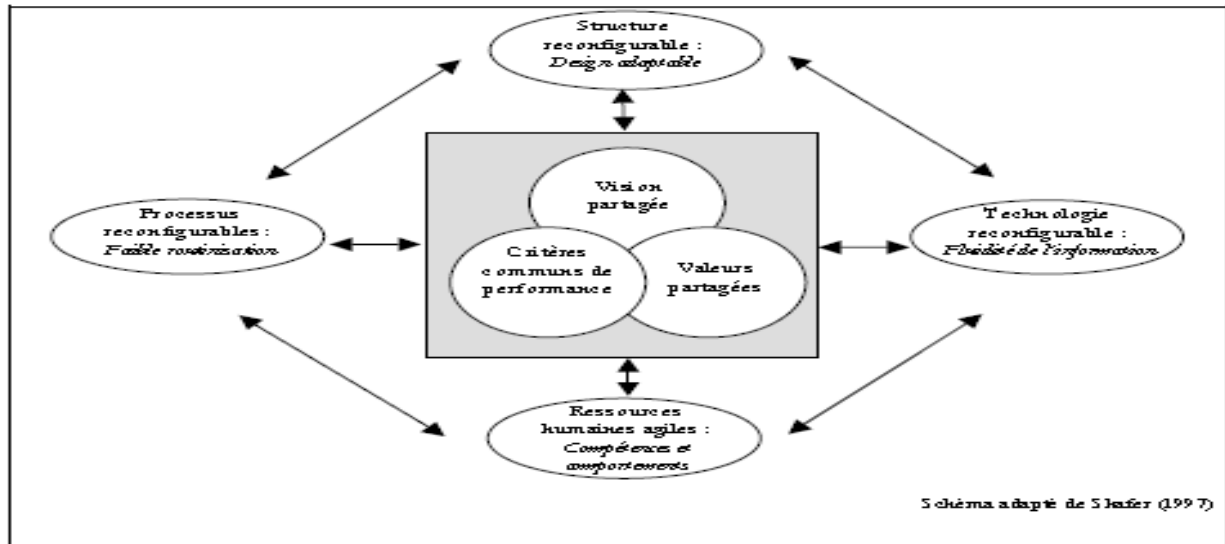 Structure
reconfigurable :
Design adaptable
Processus
reconfigurables :
Faible routinisation
Vision
partagée
Critères
communs de
performance
Valeurs
partagées
Technologie
reconfigurable :
Fluidité de l'information
Ressources
humaines agiles :
Compétences et
comportements
Schéma adapté de Shafer (1997)